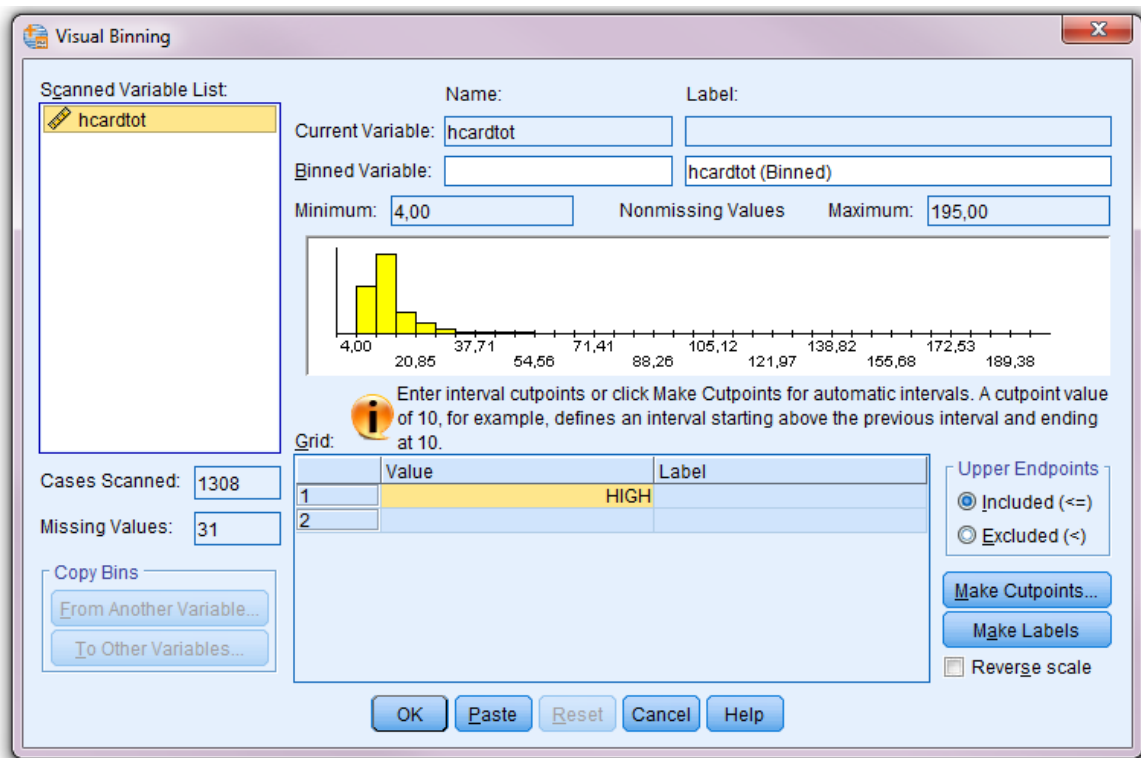 Visual Binning
Scanned Variable List:
hcardtot
Name: Label:
Current Variable: hcardtot
Binned Variable: hcardtot (Binned)
Minimum: 4,00 Nonmissing Values Maximum: 195,00
4,00 37,71 71,41 105,12 138,82 172,53
20,85 54,56 88,26 121,97 155,68 189,38
Enter interval cutpoints or click Make Cutpoints for automatic intervals. A cutpoint value
of 10, for example, defines an interval starting above the previous interval and ending
at 10.
Grid:
Value Label
1 HIGH
2
Cases Scanned: 1308
Missing Values: 31
Copy Bins
From Another Variable...
To Other Variables...
Upper Endpoints
Included (<=)
Excluded (<)
Make Cutpoints...
Make Labels
Reverse scale
OK Paste Reset Cancel Help